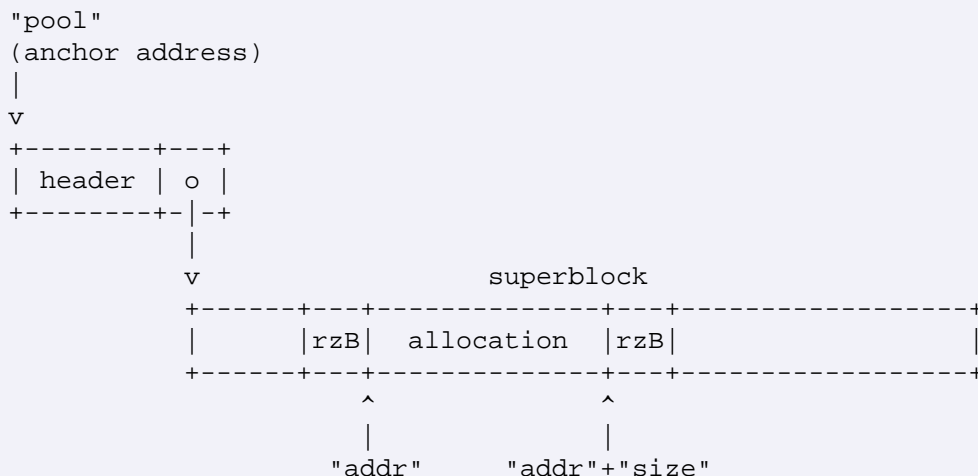 "pool"
(anchor address)
|
v
+--------+---+
| header | o |
+--------+-|-+
           |
           v                  superblock
           +------+---+--------------+---+------------------+
           |      |rzB|  allocation  |rzB|                  |
           +------+---+--------------+---+------------------+
                      ^              ^
                      |              |
                    "addr"     "addr"+"size"